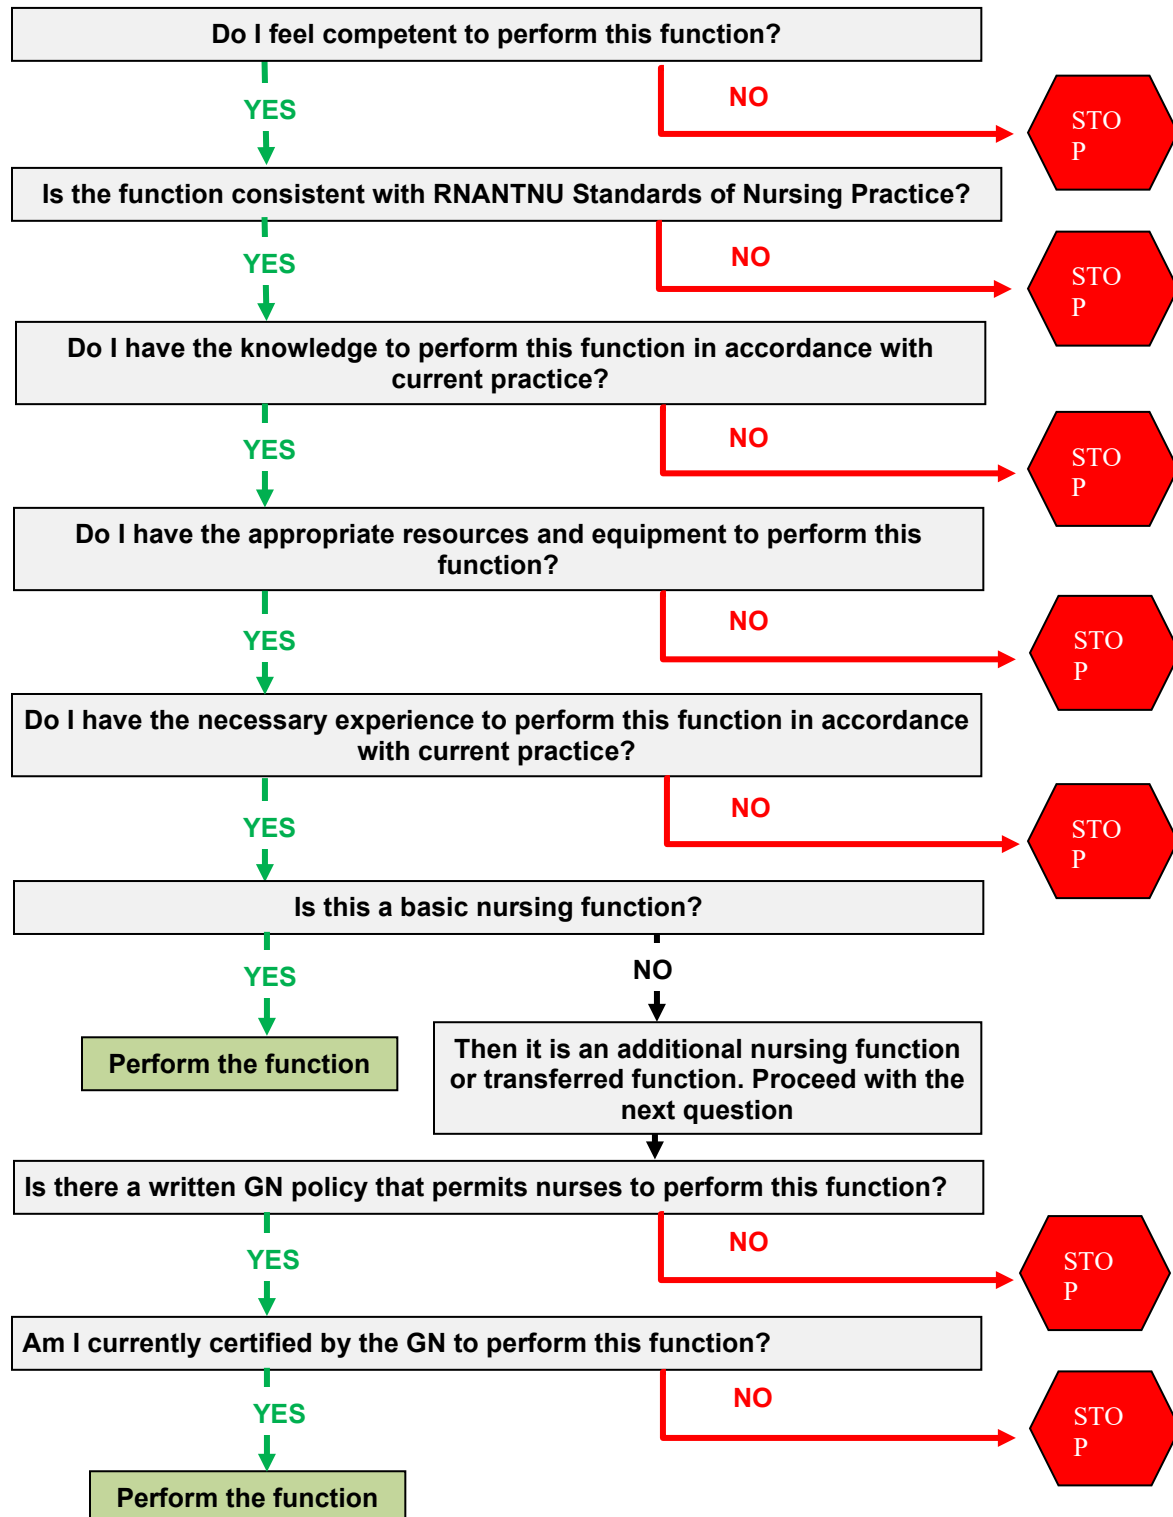 Do I feel competent to perform this function?
YES
NO
STO
P
Is the function consistent with RNANTNU Standards of Nursing Practice?
YES
NO
STO
P
Do I have the knowledge to perform this function in accordance with
current practice?
YES
NO
STO
P
Do I have the appropriate resources and equipment to perform this
function?
YES
NO
STO
P
Do I have the necessary experience to perform this function in accordance
with current practice?
YES
NO
STO
P
Is this a basic nursing function?
YES
NO
Perform the function
Then it is an additional nursing function
or transferred function. Proceed with the
next question
Is there a written GN policy that permits nurses to perform this function?
YES
NO
STO
P
Am I currently certified by the GN to perform this function?
YES
NO
STO
P
Perform the function